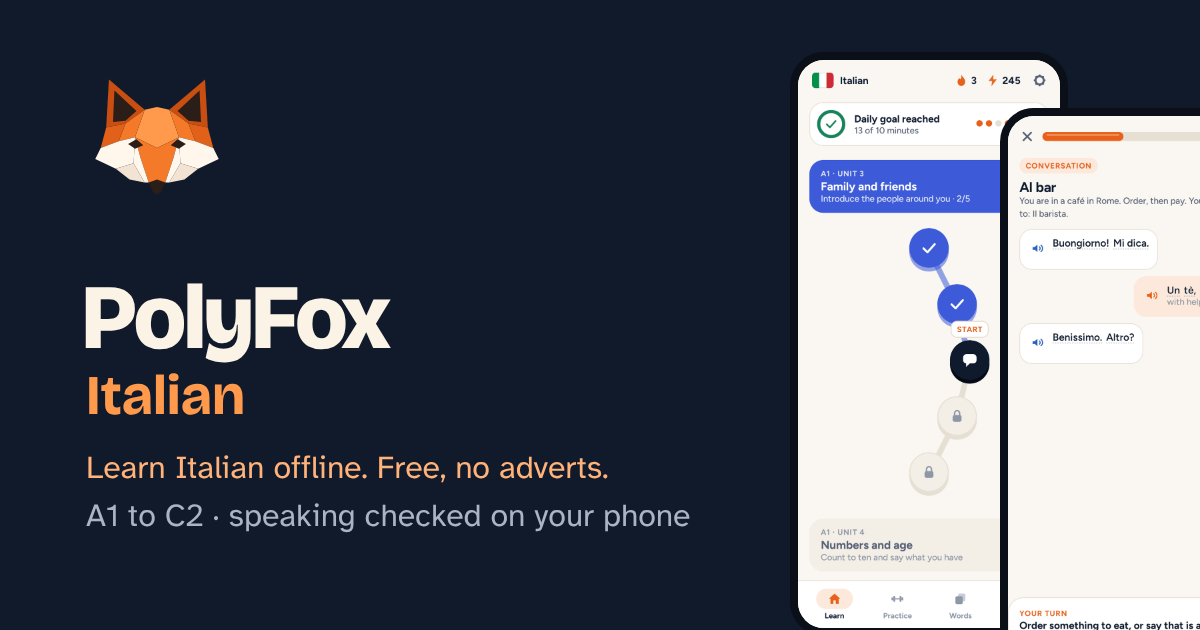 PolyFox
Italian
Learn Italian offline. Free, no adverts.
A1 to C2 · speaking checked on your phone
Italian
3
245
Daily goal reached
13 of 10 minutes
A1 · UNIT 3
Family and friends
Introduce the people around you · 2/5
START
A1 · UNIT 4
Numbers and age
Count to ten and say what you have
Learn
Practice
Words
CONVERSATION
Al bar
You are in a café in Rome. Order, then pay. You
to: Il barista.
Buongiorno! Mi dica.
Un tè,
with help
Benissimo. Altro?
YOUR TURN
Order something to eat, or say that is a